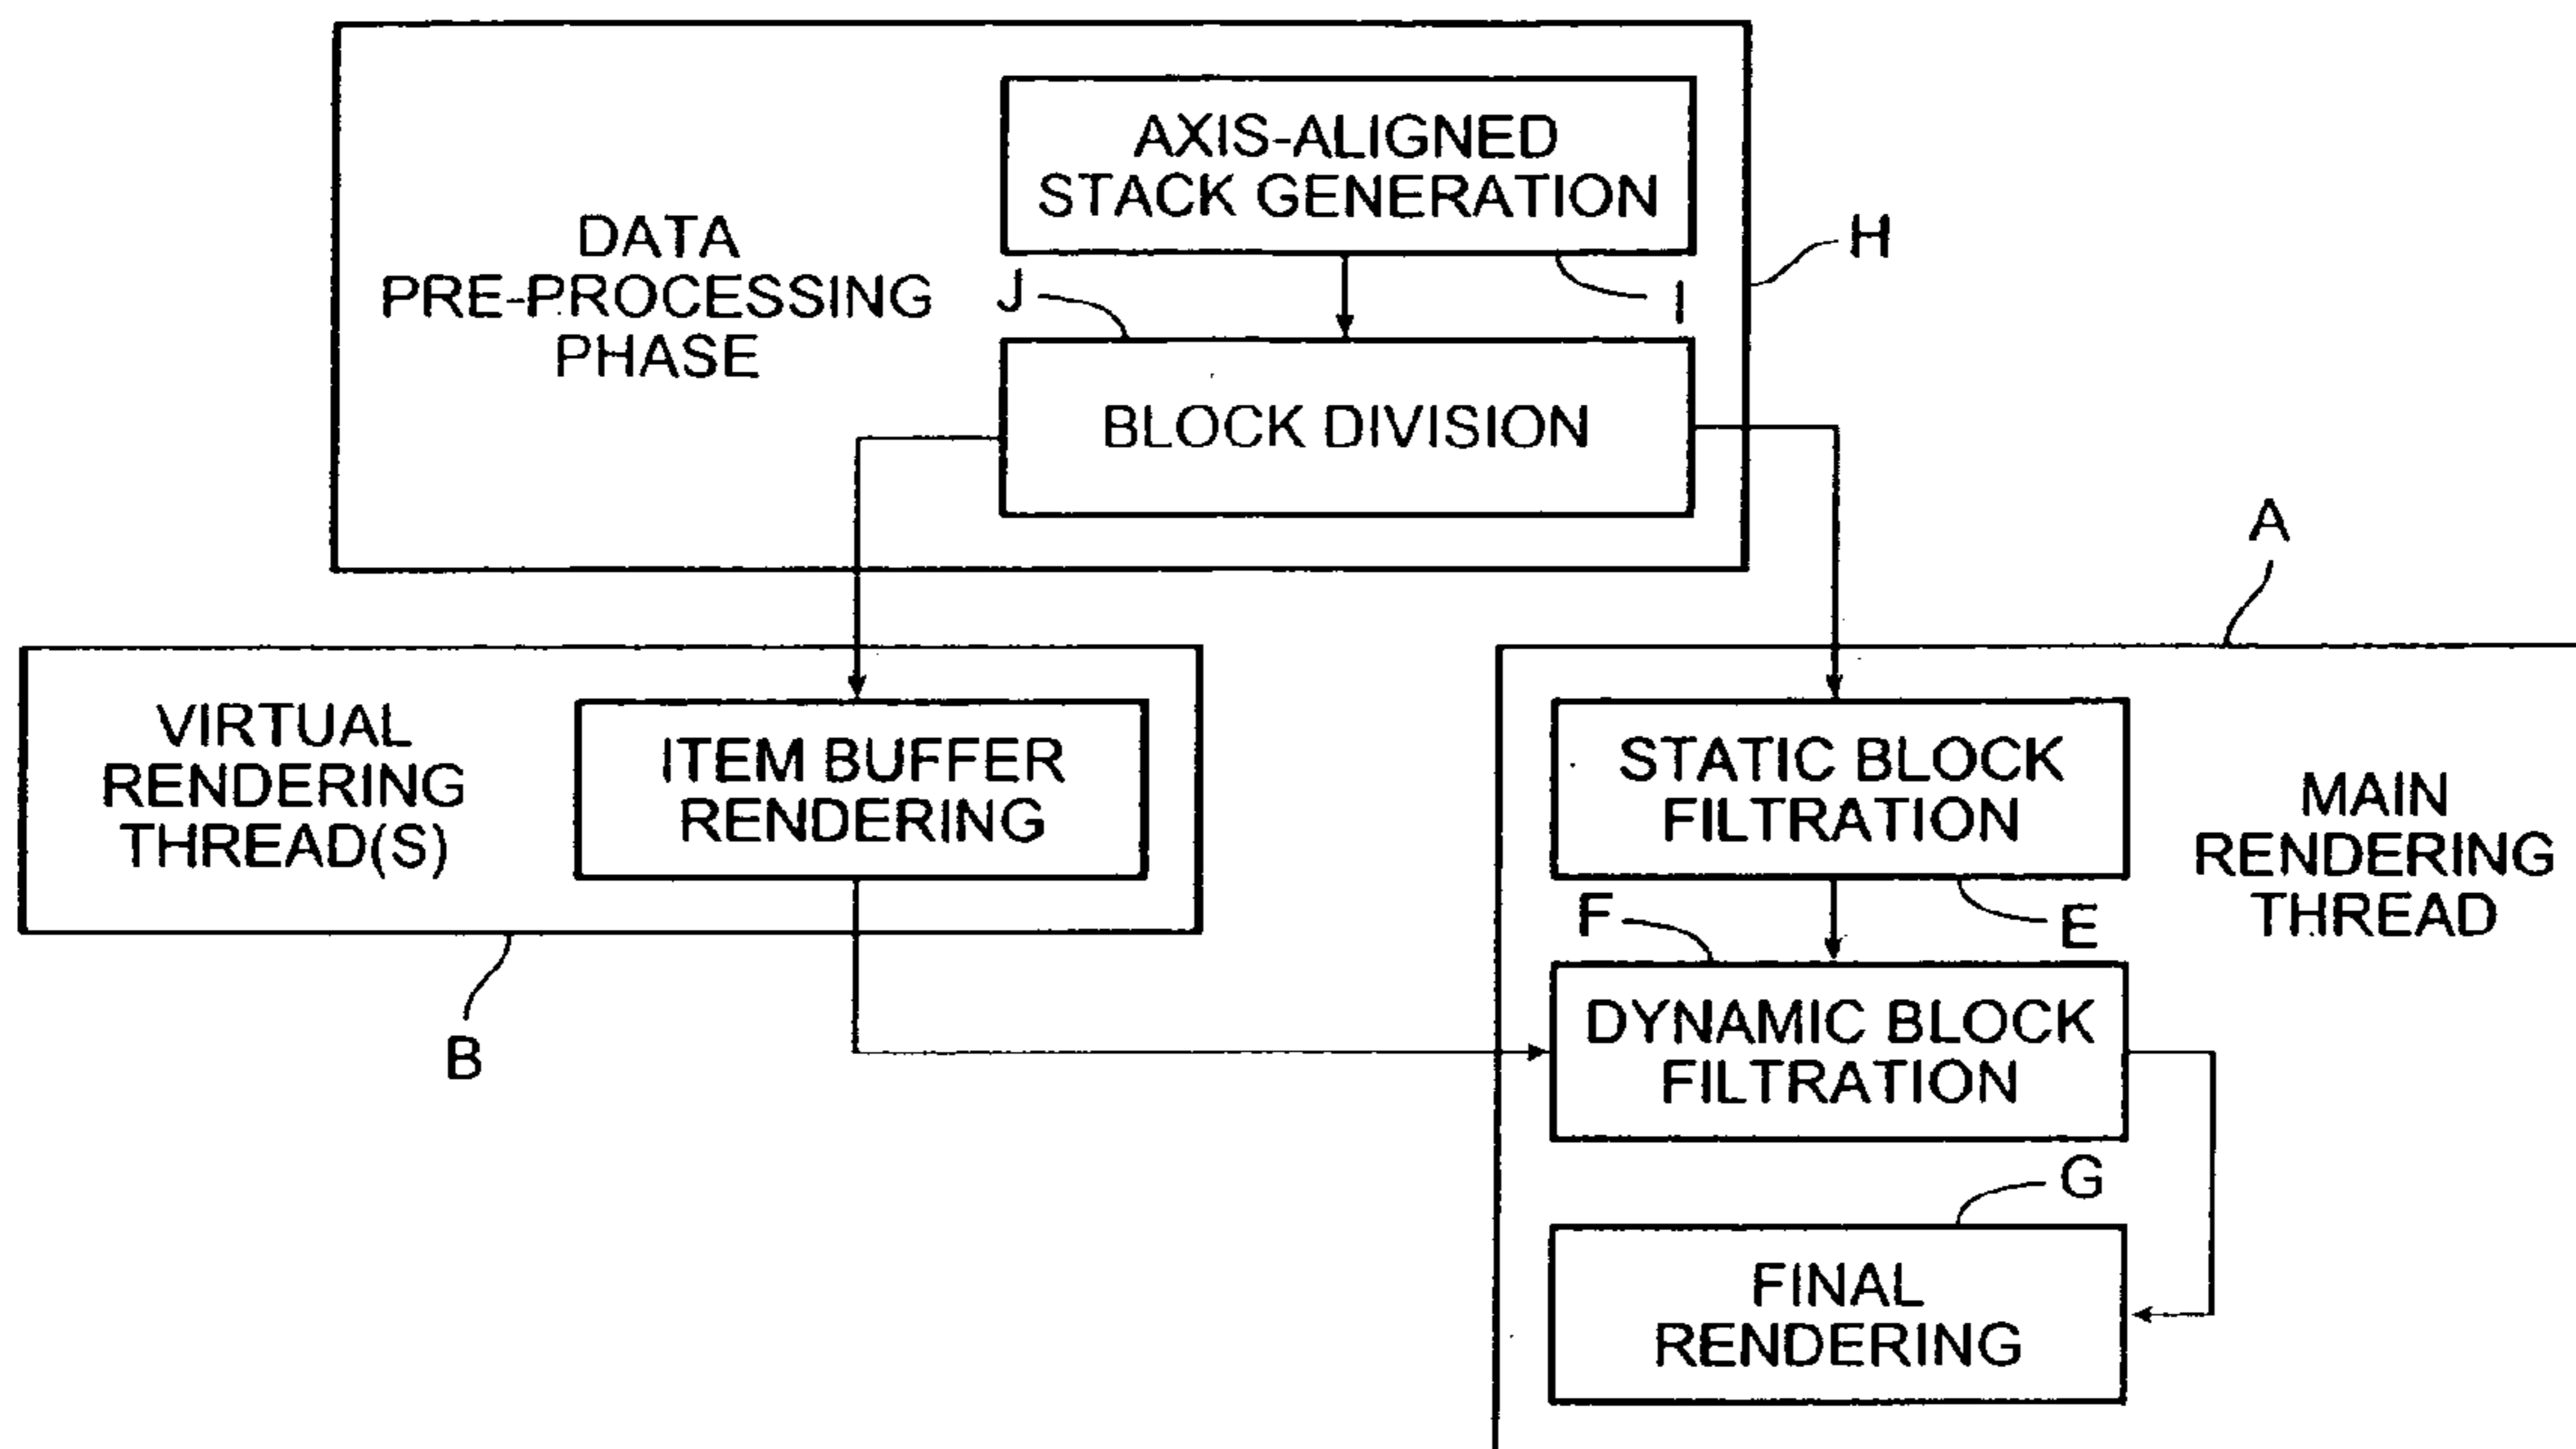 AXIS-ALIGNED
STACK GENERATION
DATA
PRE-PROCESSING
PHASE
H
J
I
BLOCK DIVISION
A
VIRTUAL
RENDERING
THREAD(S)
ITEM BUFFER
RENDERING
STATIC BLOCK
FILTRATION
MAIN
RENDERING
THREAD
F
E
DYNAMIC BLOCK
FILTRATION
B
G
FINAL
RENDERING